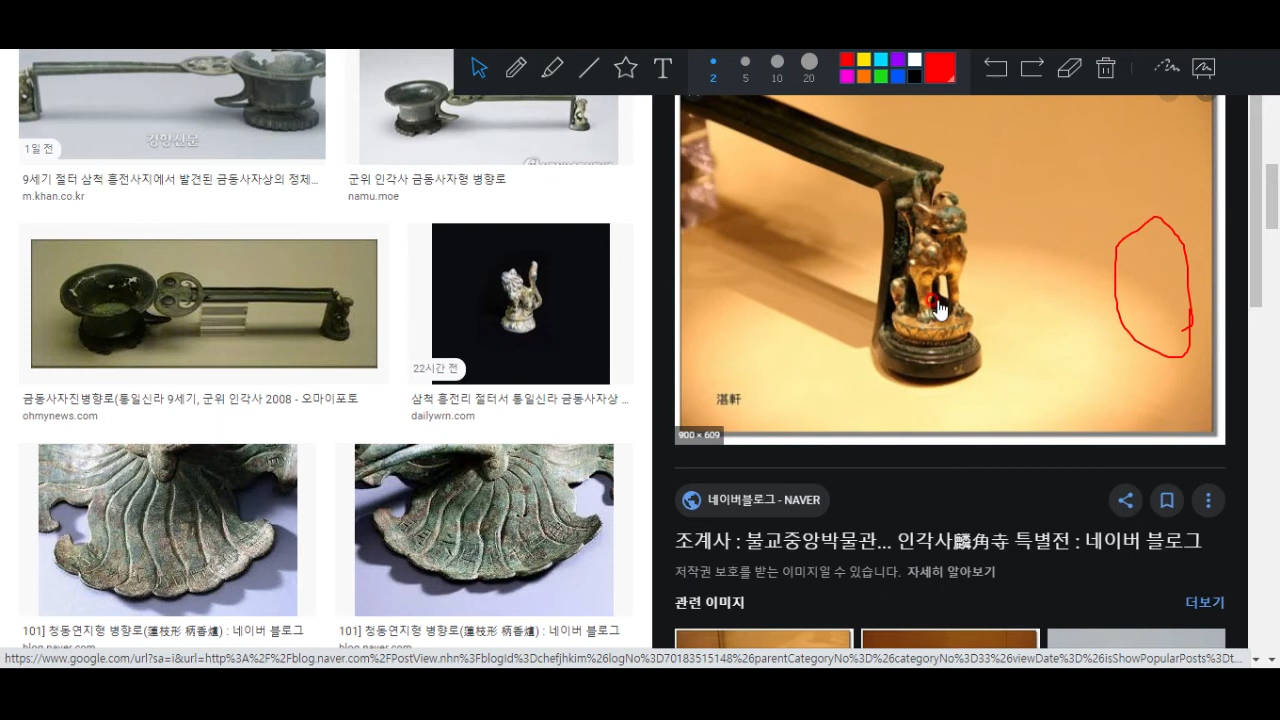 T
2
5
10
20
경향신문
1일 전
9세기 절터 삼척 흥전사지에서 발견된 금동사자상의 정체...
m.khan.co.kr
군위 인각사 금동사자형 병향로
namu.moe
금동사자진병향로(통일신라 9세기, 군위 인각사 2008 - 오마이포토
ohmynews.com
22시간 전
삼척 흥전리 절터서 통일신라 금동사자상 ...
dailywrn.com
101] 청동연지형 병향로(蓮枝形 柄香爐) : 네이버 블로그
blog.naver.com
101] 청동연지형 병향로(蓮枝形 柄香爐) : 네이버 블로그
blog.naver.com
湛軒
900 × 609
네이버블로그 - NAVER
조계사 : 불교중앙박물관... 인각사麟角寺 특별전 : 네이버 블로그
저작권 보호를 받는 이미지일 수 있습니다. 자세히 알아보기
관련 이미지
더보기
https://www.google.com/url?sa=i&url=http%3A%2F%2Fblog.naver.com%2FPostView.nhn%3FblogId%3Dchefjhkim%26logNo%3D70183515148%26parentCategoryNo%3D%26categoryNo%3D33%26viewDate%3D%26isShowPopularPosts%3Dt...